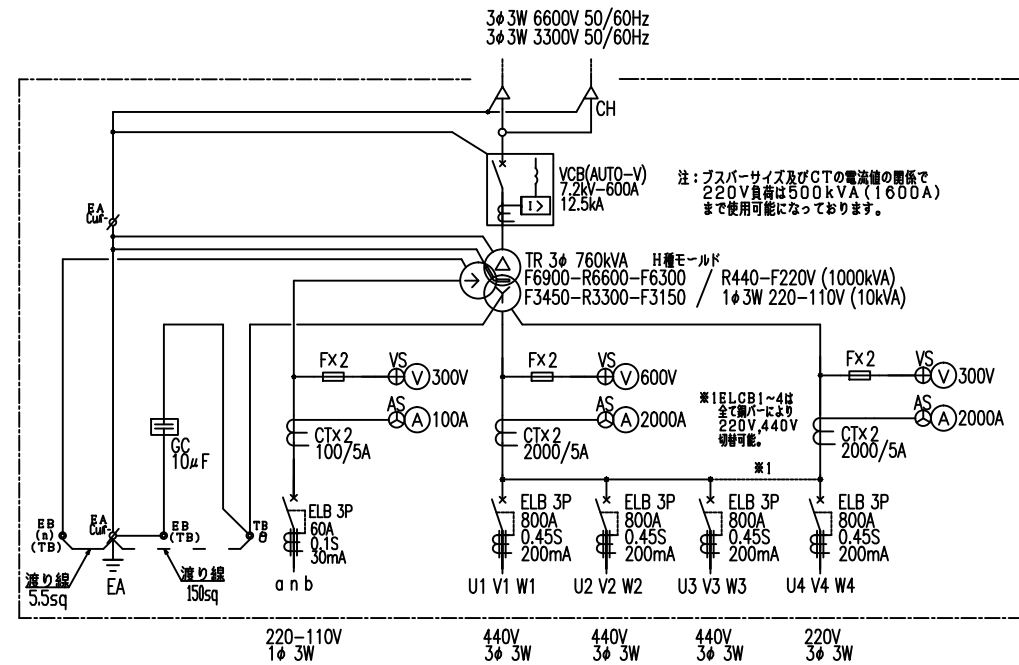 3φ3W 6600V 50/60Hz
3φ3W 3300V 50/60Hz
CH
VCB(AUTO-V)
7.2kV-600A
12.5kA
I>
注：ブスバーサイズ及びCTの電流値の関係で
220V負荷は500kVA(1600A)
まで使用可能になっております。
EA
TR 3φ 760kVA H種モールド
F6900-R6600-F6300 / R440-F220V (1000kVA)
F3450-R3300-F3150 / 1φ3W 220-110V (10kVA)
F×2
VS
V
300V
AS
A
100A
CT×2
100/5A
F×2
VS
V
600V
AS
A
2000A
CT×2
2000/5A
※1ELCB1~4は
全て銅バーにより
220V,440V
切替可能。
※1
F×2
VS
V
300V
AS
A
2000A
CT×2
2000/5A
GC
10μF
EB
(n)
(TB)
EA
EB
(TB)
TB
渡り線
5.5sq
EA
渡り線
150sq
ELB 3P
60A
0.1S
30mA
a n b
ELB 3P
800A
0.45S
200mA
U1 V1 W1
ELB 3P
800A
0.45S
200mA
U2 V2 W2
ELB 3P
800A
0.45S
200mA
U3 V3 W3
ELB 3P
800A
0.45S
200mA
U4 V4 W4
220-110V
1φ 3W
440V
3φ 3W
440V
3φ 3W
440V
3φ 3W
220V
3φ 3W